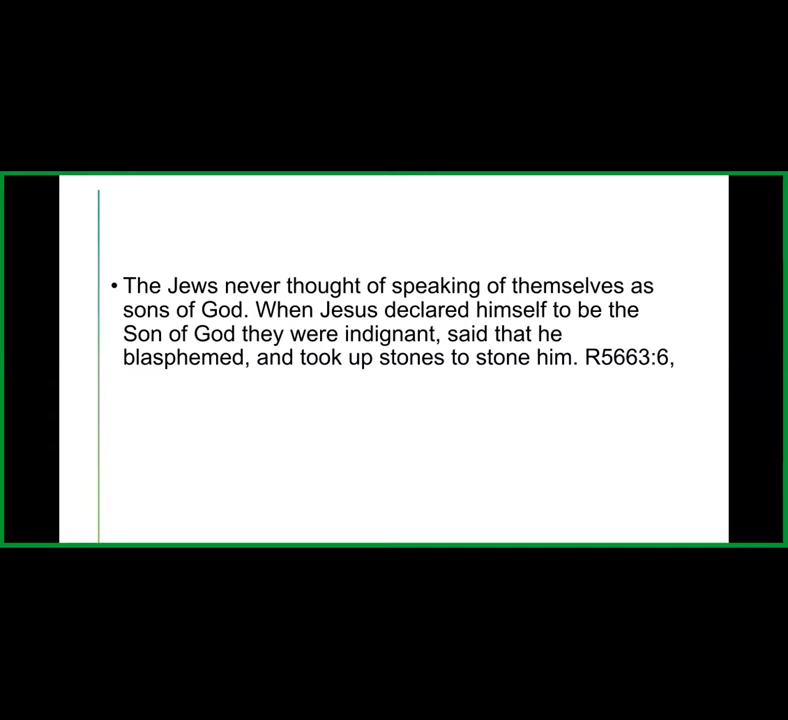 • The Jews never thought of speaking of themselves as
sons of God. When Jesus declared himself to be the
Son of God they were indignant, said that he
blasphemed, and took up stones to stone him. R5663:6,